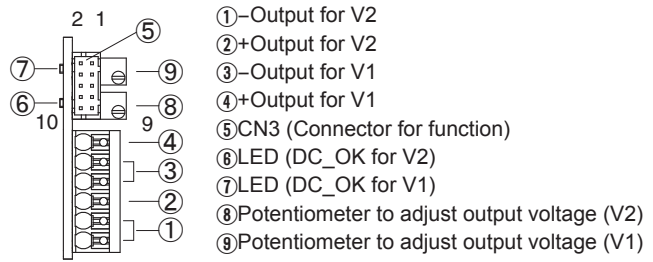 2 1
⑤
⑦ ⑨
⑥ ⑧
10 9
④
③
②
①
①−Output for V2
②+Output for V2
③−Output for V1
④+Output for V1
⑤CN3 (Connector for function)
⑥LED (DC_OK for V2)
⑦LED (DC_OK for V1)
⑧Potentiometer to adjust output voltage (V2)
⑨Potentiometer to adjust output voltage (V1)